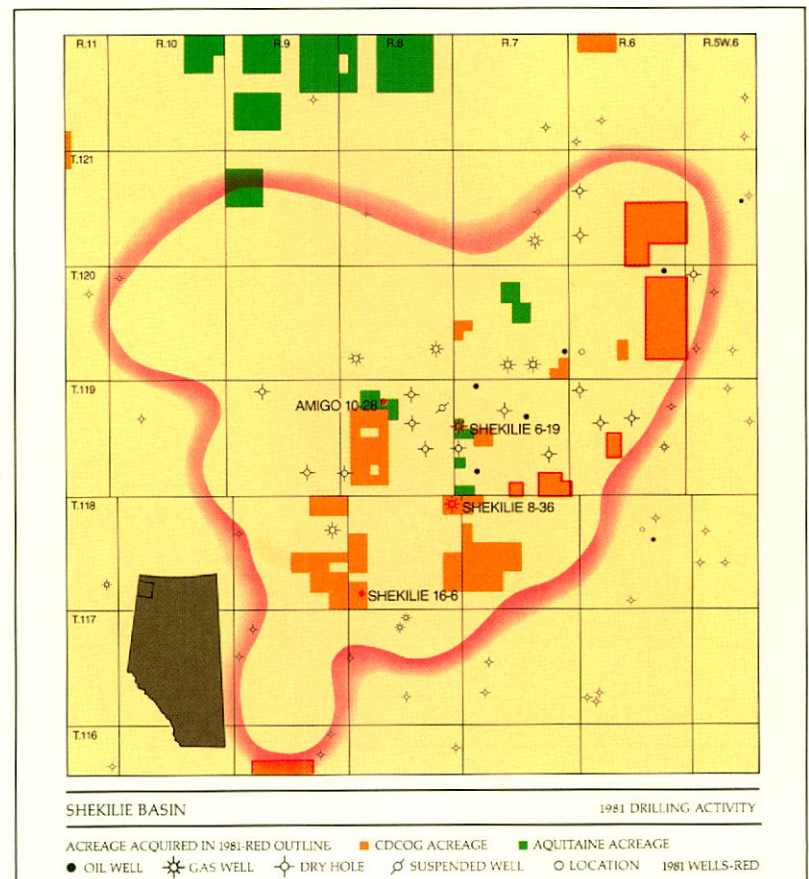 R.11 R.10 R.9 R.8 R.7 R.6 R.5W.6
T.121
T.120
T.119
AMIGO 10-28
SHEKILIE 6-19
T.118
SHEKILIE 8-36
SHEKILIE 16-6
T.117
T.116
SHEKILIE BASIN 1981 DRILLING ACTIVITY
ACREAGE ACQUIRED IN 1981-RED OUTLINE CDCOG ACREAGE AQUITAINE ACREAGE
OIL WELL GAS WELL DRY HOLE SUSPENDED WELL LOCATION 1981 WELLS-RED